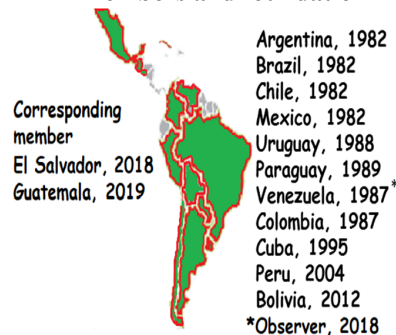 Corresponding
member
El Salvador, 2018
Guatemala, 2019
Argentina, 1982
Brazil, 1982
Chile, 1982
Mexico, 1982
Uruguay, 1988
Paraguay, 1989
Venezuela, 1987*
Colombia, 1987
Cuba, 1995
Peru, 2004
Bolivia, 2012
*Observer, 2018